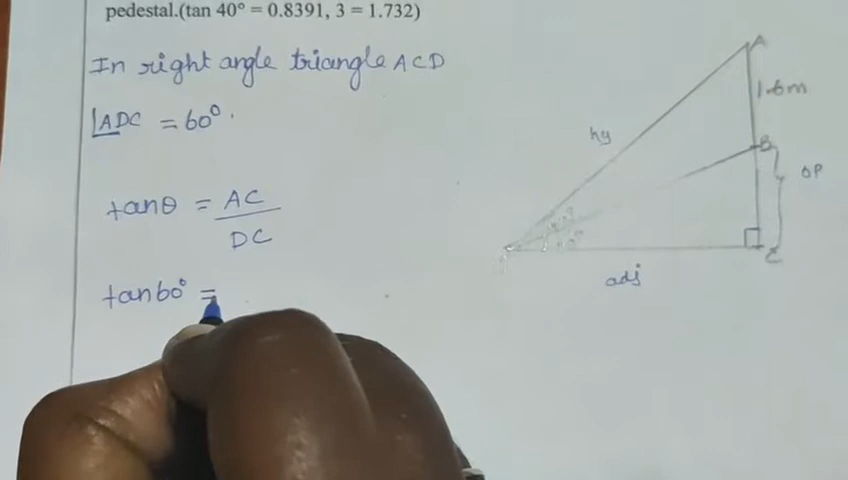 pedestal.(tan 40° = 0.8391, 3 = 1.732)
In right angle triangle ACD
∠ADC = 60°.
tanθ = AC
DC
tan60° =
A
1.6m
hy
B
OP
adj
C